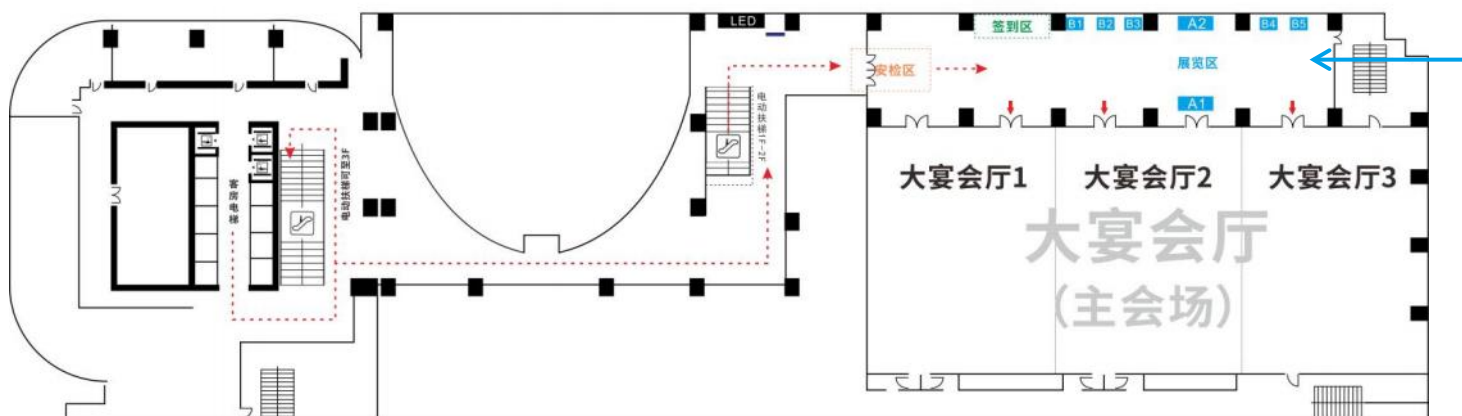 LED
签到区
B1
B2
B3
A2
B4
B5
安检区
展览区
A1
电动扶梯1F-2F
电动扶梯可至3F
客房电梯
大宴会厅1
大宴会厅2
大宴会厅3
大宴会厅
(主会场)